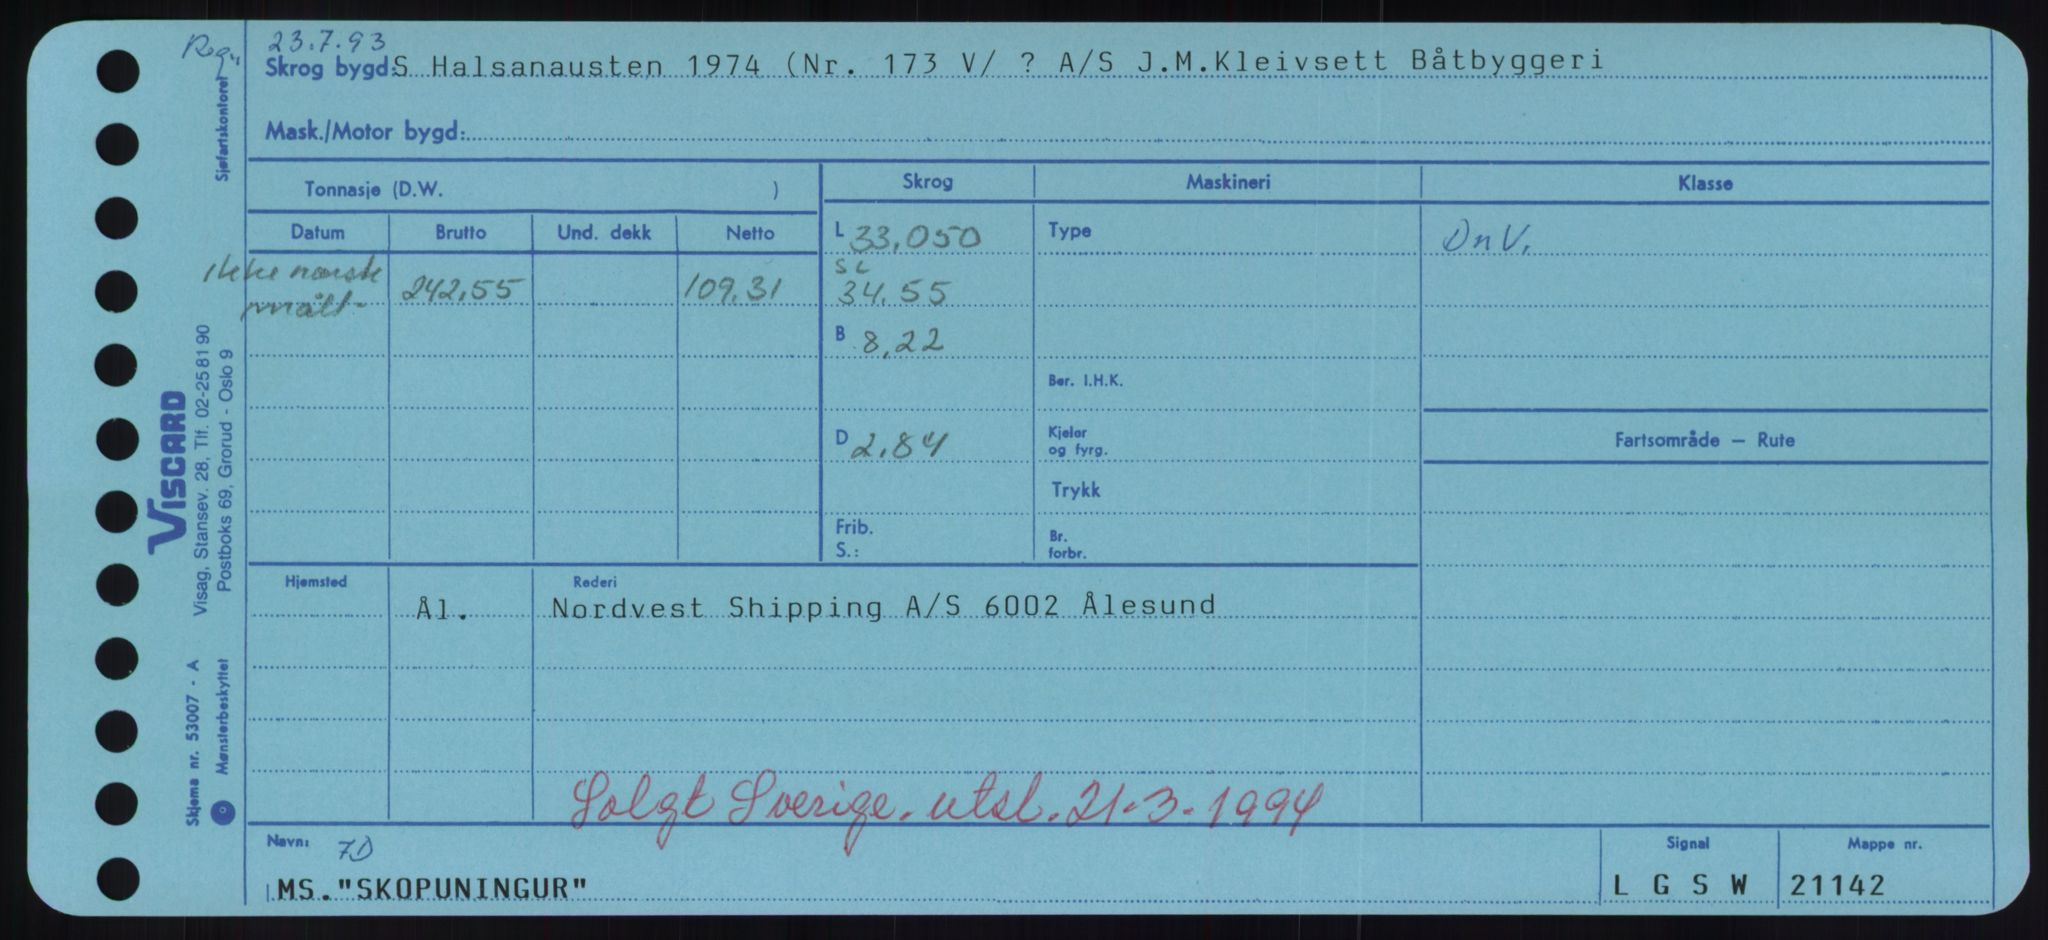 Reg.
23.7.93
Skrog bygd: S Halsanausten 1974 (Nr. 173 V/ ? A/S J.M.Kleivsett Båtbyggeri
Mask./Motor bygd:
Tonnasje (D.W. )
Skrog
Maskineri
Klasse
Datum
Brutto
Und. dekk
Netto
L 33,050
Type
DnV.
Ikke norsk
målt
242,55
109,31
SL
34.55
B 8,22
Ber. I.H.K.
D 2.84
Kjeler
og fyrg.
Fartsområde — Rute
Trykk
Frib.
S.:
Br.
forbr.
Hjemsted
Rederi
Ål.
Nordvest Shipping A/S 6002 Ålesund
Solgt Sverige. utsl. 21-3-1994
Navn: 7D
MS."SKOPUNINGUR"
Signal
L G S W
Mappe nr.
21142
Sjøfartskontoret
VISCARD
Visag, Stansev. 28, Tlf. 02-25 81 90
Postboks 69, Grorud - Oslo 9
Skjema nr. 53007 - A
Mønsterbeskyttet